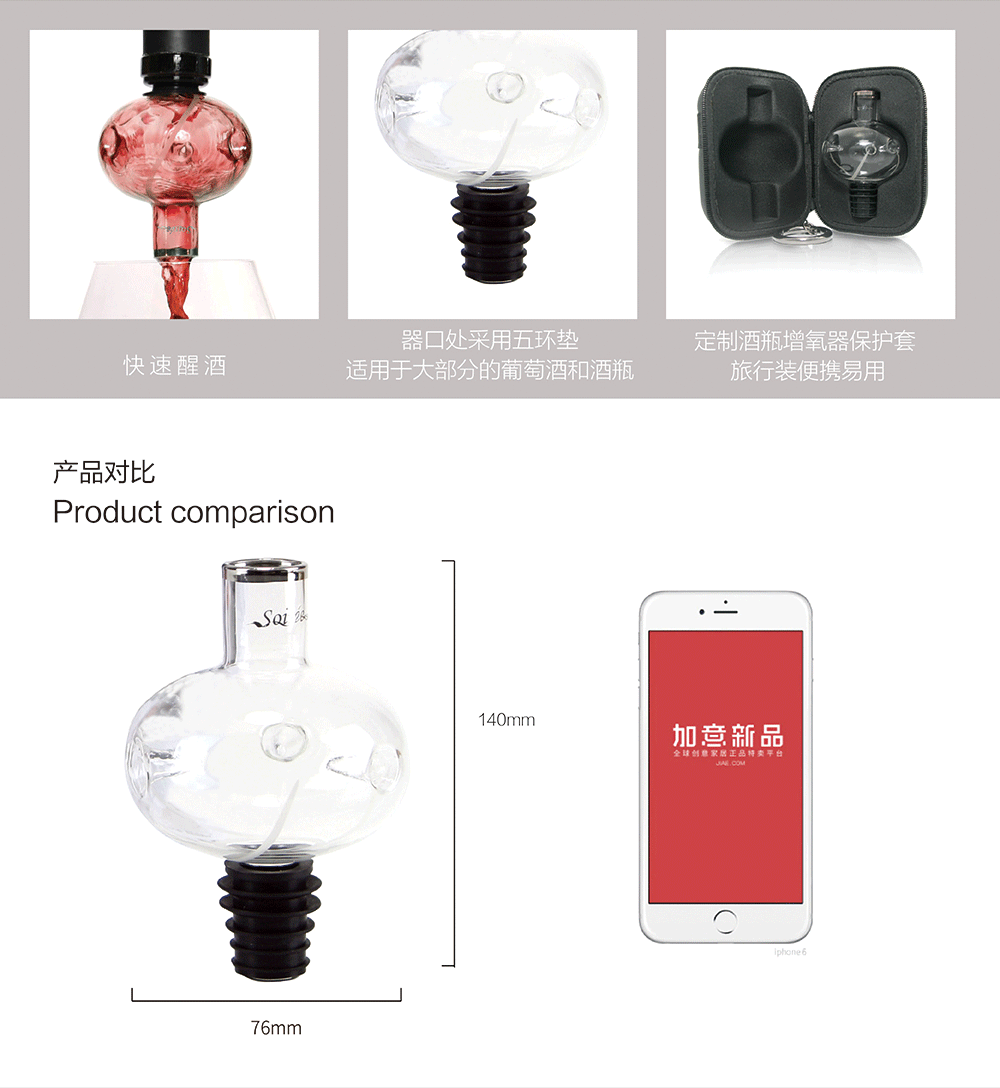 快速醒酒
器口处采用五环垫
适用于大部分的葡萄酒和酒瓶
定制酒瓶增氧器保护套
旅行装便携易用
产品对比
Product comparison
140mm
加意新品
全球创意家居正品特卖平台
JIAE.COM
iphone6
76mm